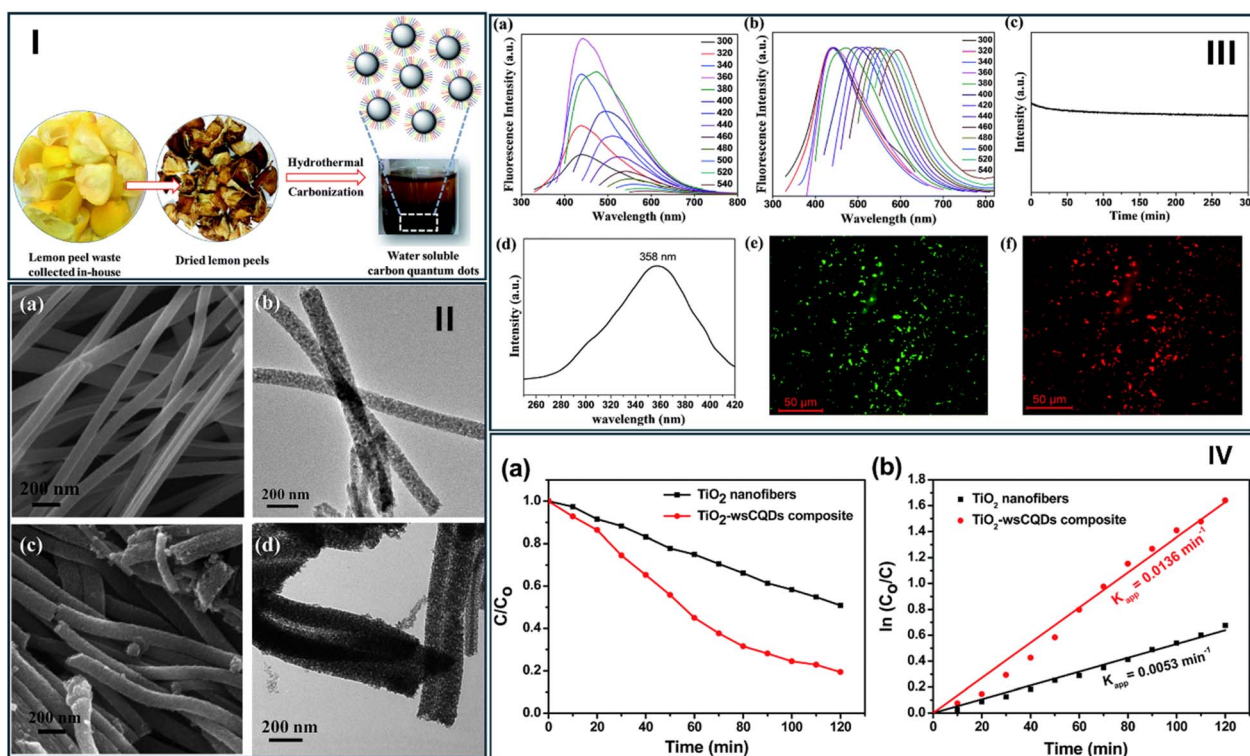 I
Hydrothermal
Carbonization
Lemon peel waste
collected in-house
Dried lemon peels
Water soluble
carbon quantum dots
(a)
200 nm
(b)
II
200 nm
(c)
200 nm
(d)
200 nm
III
(a)
Fluorescence Intensity (a.u.)
300
320
340
360
380
400
440
460
480
500
520
540
300 400 500 600 700 800
Wavelength (nm)
(b)
Fluorescence Intensity (a.u.)
300
320
340
360
380
400
420
440
460
480
500
520
540
300 400 500 600 700 800
Wavelength (nm)
(c)
Intensity (a.u.)
0 50 100 150 200 250 300
Time (min)
(d)
358 nm
Intensity (a.u.)
260 280 300 320 340 360 380 400 420
wavelength (nm)
(e)
50 µm
(f)
50 µm
IV
(a)
TiO2 nanofibers
TiO2-wsCQDs composite
C/Co
1.0
0.8
0.6
0.4
0.2
0.0
0 20 40 60 80 100 120
Time (min)
(b)
TiO2 nanofibers
TiO2-wsCQDs composite
ln (Co/C)
1.8
1.6
1.4
1.2
1.0
0.8
0.6
0.4
0.2
0.0
Kapp = 0.0136 min-1
Kapp = 0.0053 min-1
0 20 40 60 80 100 120
Time (min)